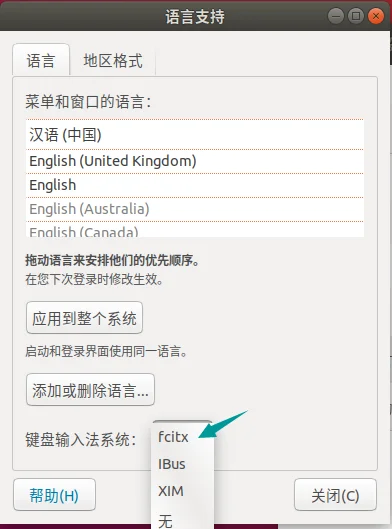 语言支持
语言
地区格式
菜单和窗口的语言：
汉语 (中国)
English (United Kingdom)
English
English (Australia)
English (Canada)
拖动语言来安排他们的优先顺序。
在您下次登录时修改生效。
应用到整个系统
启动和登录界面使用同一语言。
添加或删除语言...
键盘输入法系统：
fcitx
IBus
XIM
无
帮助(H)
关闭(C)